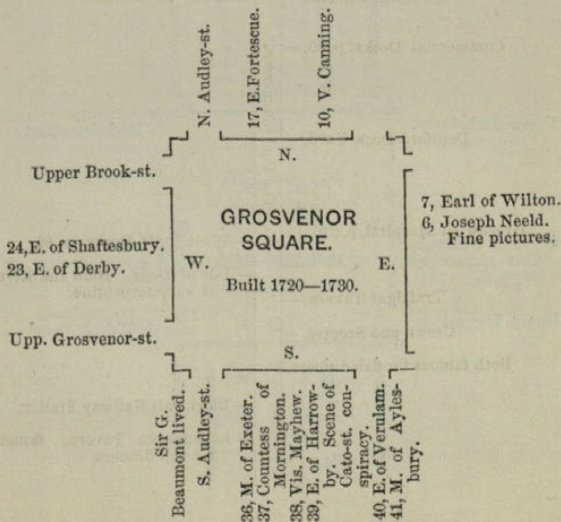 N. Audley-st.
17, E. Fortescue.
10, V. Canning.
N.
Upper Brook-st.
GROSVENOR
SQUARE.
Built 1720—1730.
24, E. of Shaftesbury.
23, E. of Derby.
W.
E.
7, Earl of Wilton.
6, Joseph Neeld.
Fine pictures.
Upp. Grosvenor-st.
S.
Sir G.
Beaumont lived.
S. Audley-st.
36, M. of Exeter.
37, Countess of
Mornington.
38, Vis. Mayhew.
39, E. of Harrow-
by. Scene of
Cato-st. con-
spiracy.
40, E. of Verulam.
41, M. of Ayles-
bury.